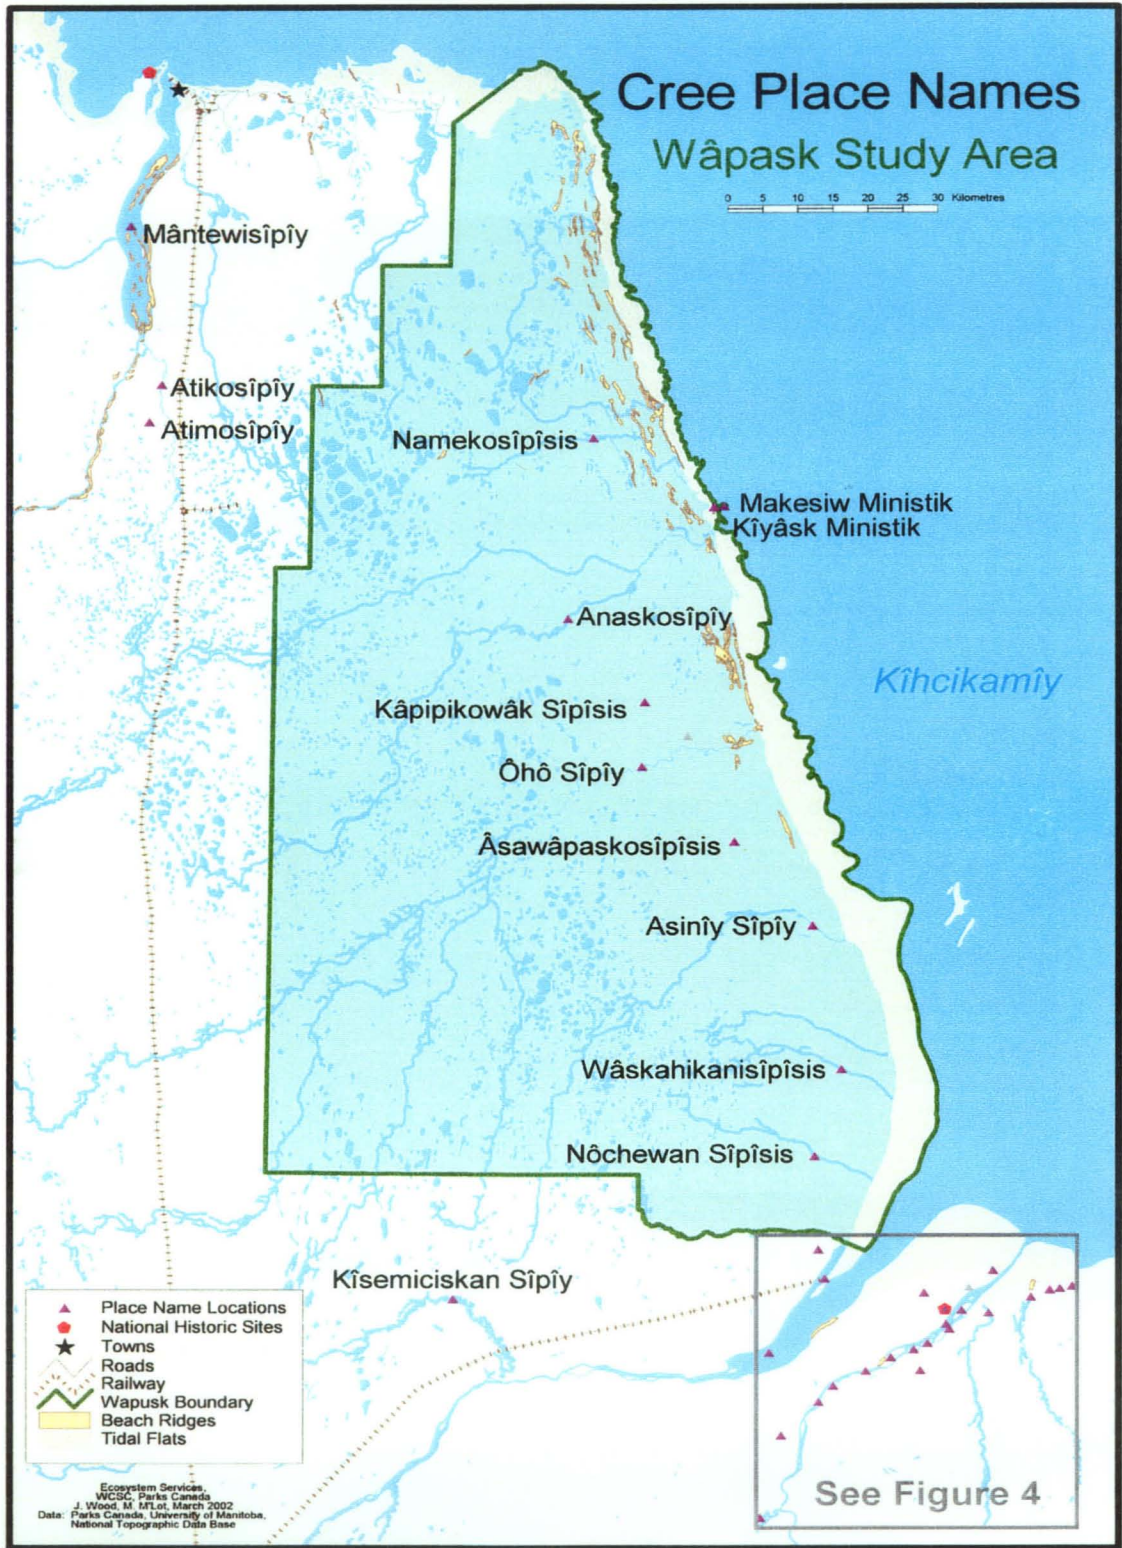 Cree Place Names
Wâpask Study Area
0 5 10 15 20 25 30 Kilometres
Mântewisîpîy
Atikosîpîy
Atimosîpîy
Namekosîpîsis
Makesiw Ministik
Kîyâsk Ministik
Anaskosîpîy
Kîhcikamîy
Kâpipikowâk Sîpîsis
Ôhô Sîpîy
Âsawâpaskosîpîsis
Asinîy Sîpîy
Wâskahikanisîpîsis
Nôchewan Sîpîsis
Kîsemiciskan Sîpîy
Place Name Locations
National Historic Sites
Towns
Roads
Railway
Wapusk Boundary
Beach Ridges
Tidal Flats
Ecosystem Services,
WCSC, Parks Canada
J. Wood, M. M'Lot, March 2002
Data: Parks Canada, University of Manitoba,
National Topographic Data Base
See Figure 4